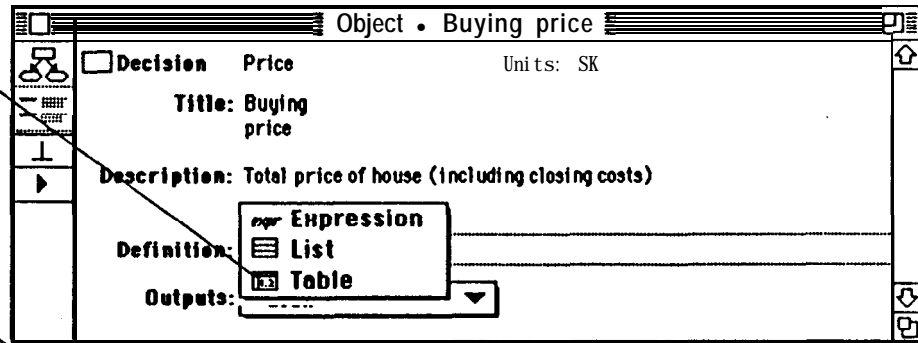 Object • Buying price
Decision Price Units: SK
Title: Buying
price
Description: Total price of house (including closing costs)
expr Expression
Definition: List
Table
Outputs: